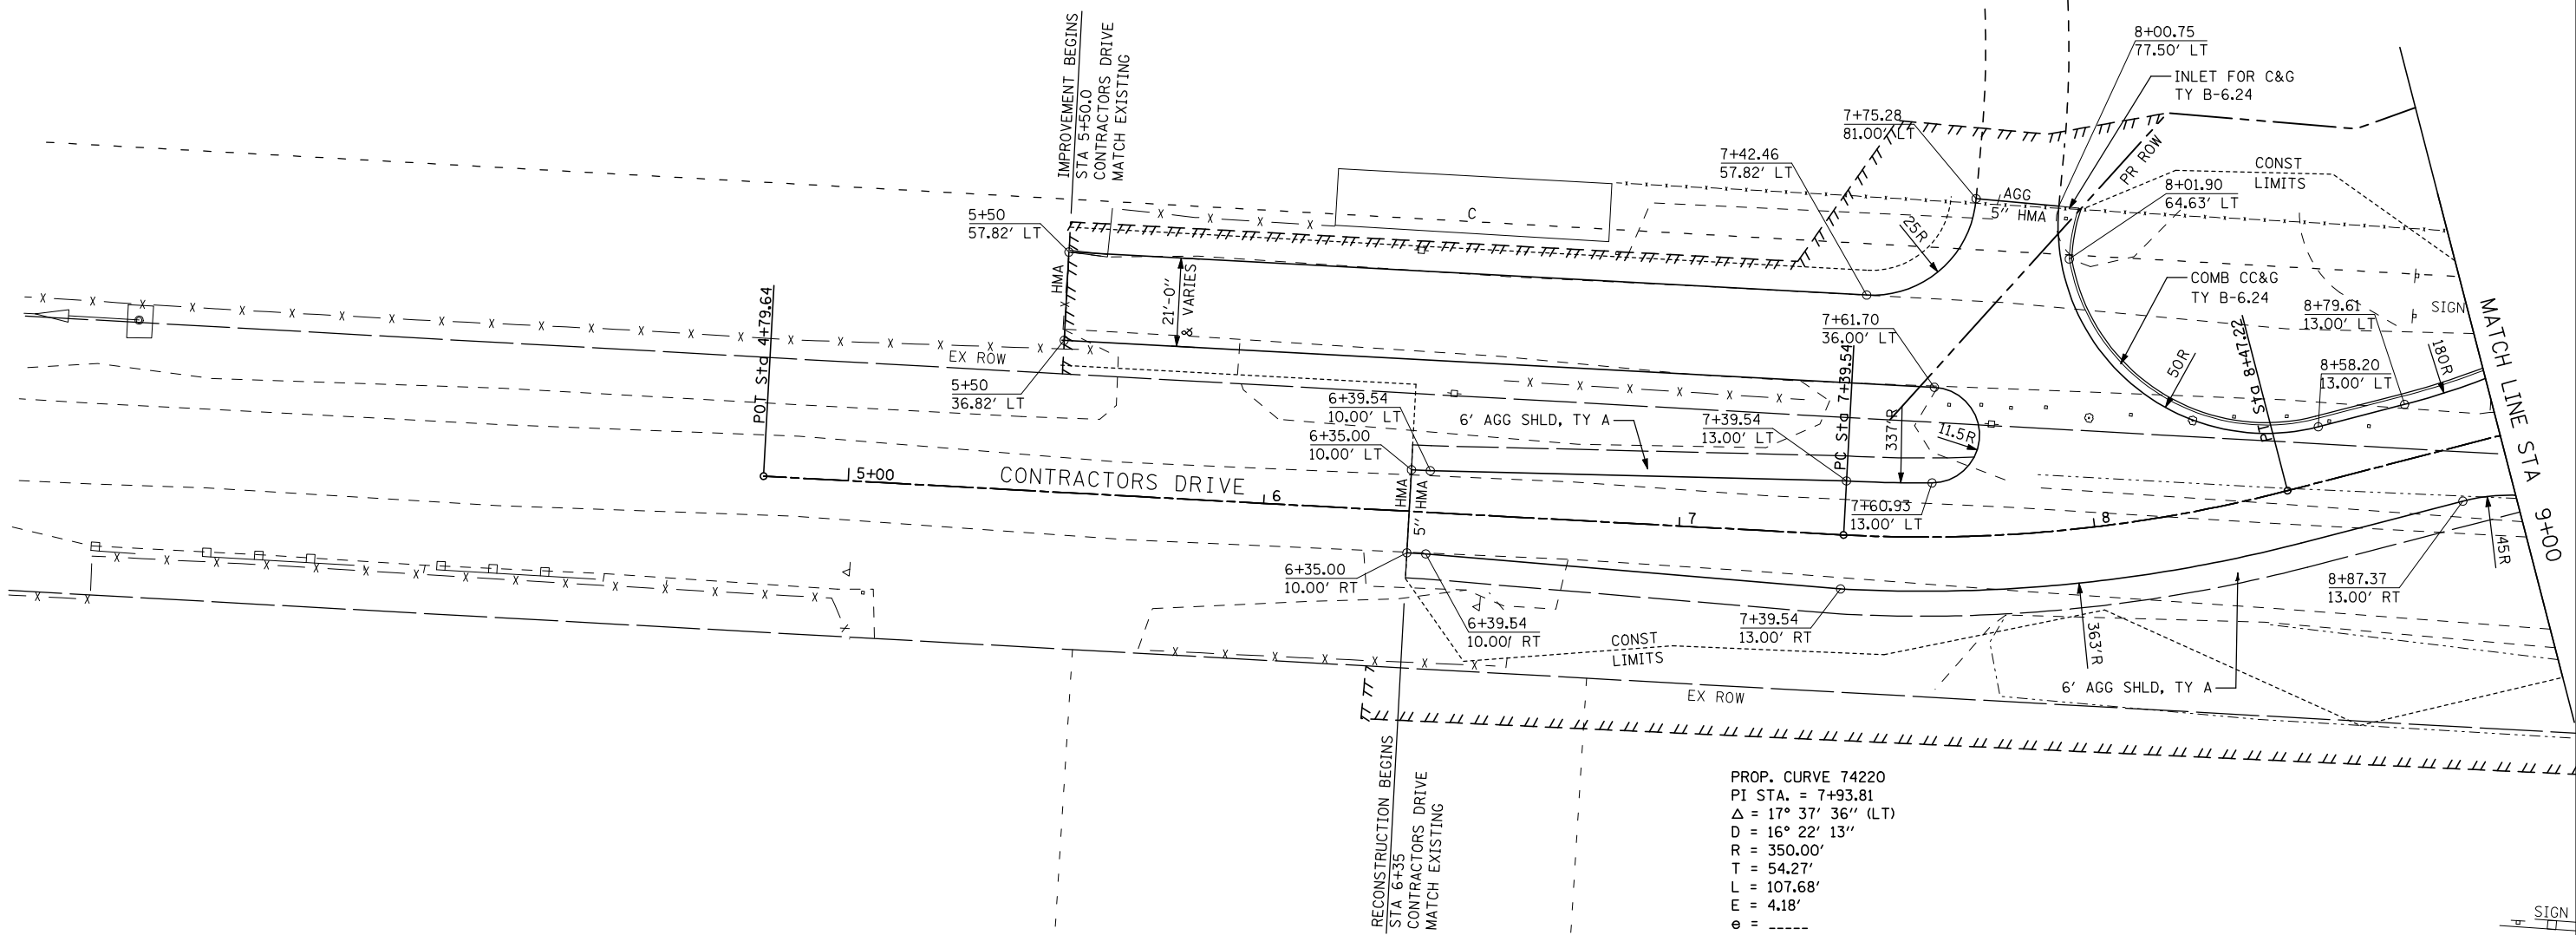 IMPROVEMENT BEGINS
STA 5+50.0
CONTRACTORS DRIVE
MATCH EXISTING
8+00.75
77.50' LT
INLET FOR C&G
TY B-6.24
7+75.28
81.00' LT
7+42.46
57.82' LT
PR ROW
CONST
LIMITS
8+01.90
64.63' LT
AGG
5" HMA
C
5+50
57.82' LT
25R
HMA
21'-0"
& VARIES
COMB CC&G
TY B-6.24
8+79.61
13.00' LT
SIGN
MATCH LINE STA 9+00
POT Sta 4+79.64
7+61.70
36.00' LT
PC Sta 7+39.54
PT Sta 8+47.22
50R
180R
8+58.20
13.00' LT
EX ROW
5+50
36.82' LT
6+39.54
10.00' LT
6' AGG SHLD, TY A
7+39.54
13.00' LT
337'R
11.5R
6+35.00
10.00' LT
5+00
CONTRACTORS DRIVE
6
HMA
5" HMA
7
7+60.93
13.00' LT
8
45R
6+35.00
10.00' RT
6+39.54
10.00' RT
7+39.54
13.00' RT
CONST
LIMITS
363'R
8+87.37
13.00' RT
6' AGG SHLD, TY A
EX ROW
RECONSTRUCTION BEGINS
STA 6+35
CONTRACTORS DRIVE
MATCH EXISTING
PROP. CURVE 74220
PI STA. = 7+93.81
Δ = 17° 37' 36" (LT)
D = 16° 22' 13"
R = 350.00'
T = 54.27'
L = 107.68'
E = 4.18'
e = -----
SIGN